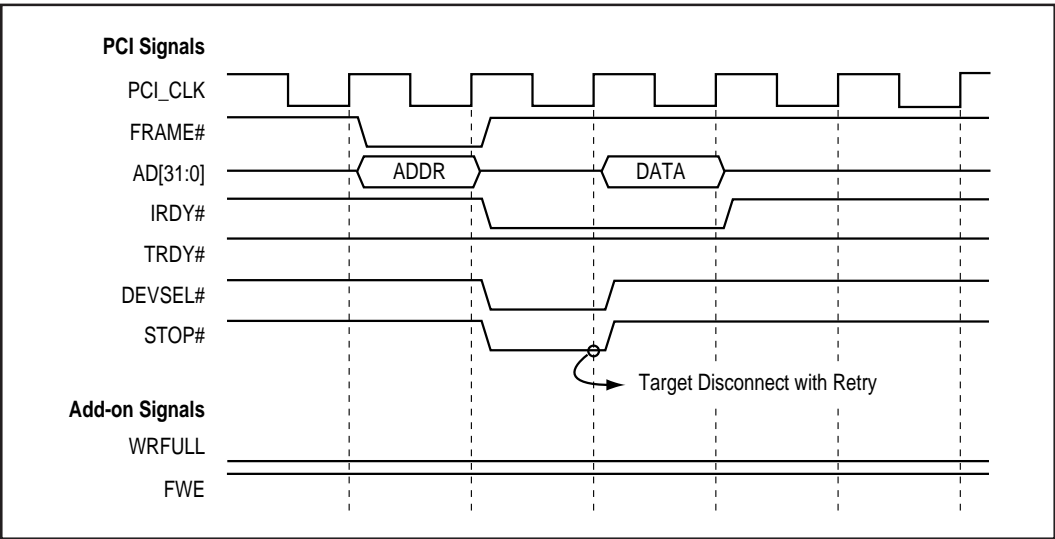 PCI Signals
PCI_CLK
FRAME#
AD[31:0] ADDR DATA
IRDY#
TRDY#
DEVSEL#
STOP#
Target Disconnect with Retry
Add-on Signals
WRFULL
FWE